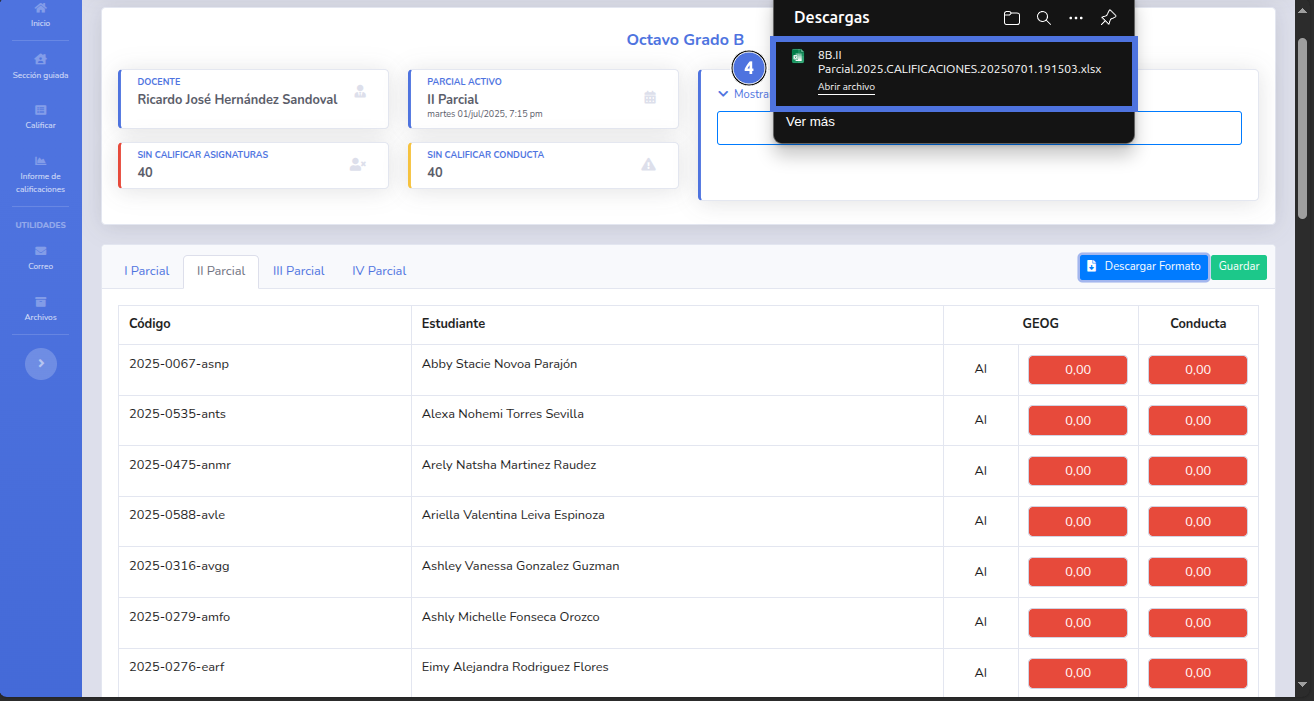 Inicio
Sección guiada
Calificar
Informe de
calificaciones
UTILIDADES
Correo
Archivos
Octavo Grado B
DOCENTE
Ricardo José Hernández Sandoval
PARCIAL ACTIVO
II Parcial
martes 01/jul/2025, 7:15 pm
SIN CALIFICAR ASIGNATURAS
40
SIN CALIFICAR CONDUCTA
40
4
Descargas
8B.II
Parcial.2025.CALIFICACIONES.20250701.191503.xlsx
Abrir archivo
Ver más
I Parcial
II Parcial
III Parcial
IV Parcial
Descargar Formato
Guardar
Código Estudiante GEOG Conducta
2025-0067-asnp Abby Stacie Novoa Parajón AI 0,00 0,00
2025-0535-ants Alexa Nohemi Torres Sevilla AI 0,00 0,00
2025-0475-anmr Arely Natsha Martinez Raudez AI 0,00 0,00
2025-0588-avle Ariella Valentina Leiva Espinoza AI 0,00 0,00
2025-0316-avgg Ashley Vanessa Gonzalez Guzman AI 0,00 0,00
2025-0279-amfo Ashly Michelle Fonseca Orozco AI 0,00 0,00
2025-0276-earf Eimy Alejandra Rodriguez Flores AI 0,00 0,00